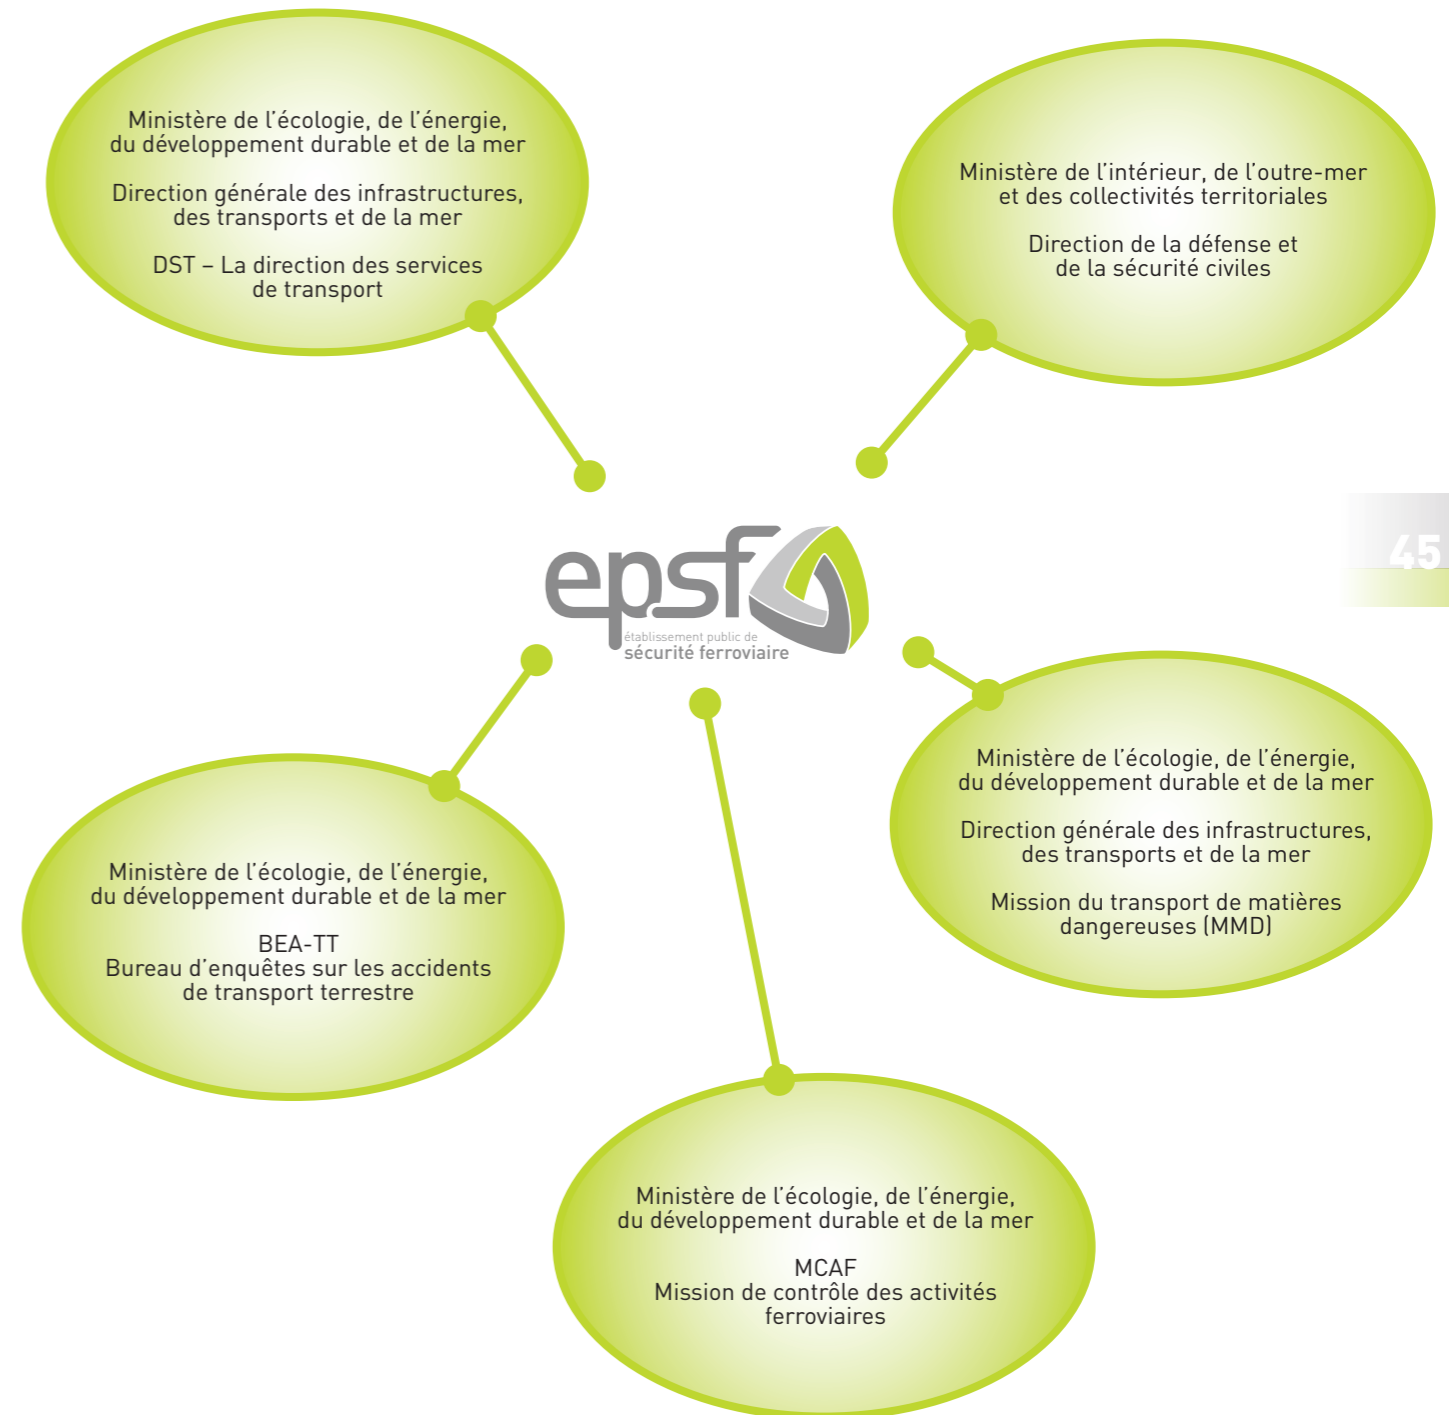 Ministère de l’écologie, de l’énergie,
du développement durable et de la mer
Direction générale des infrastructures,
des transports et de la mer
DST – La direction des services
de transport
Ministère de l’intérieur, de l’outre-mer
et des collectivités territoriales
Direction de la défense et
de la sécurité civiles
45
epsf
établissement public de
sécurité ferroviaire
Ministère de l’écologie, de l’énergie,
du développement durable et de la mer
Direction générale des infrastructures,
des transports et de la mer
Mission du transport de matières
dangereuses (MMD)
Ministère de l’écologie, de l’énergie,
du développement durable et de la mer
BEA-TT
Bureau d’enquêtes sur les accidents
de transport terrestre
Ministère de l’écologie, de l’énergie,
du développement durable et de la mer
MCAF
Mission de contrôle des activités
ferroviaires